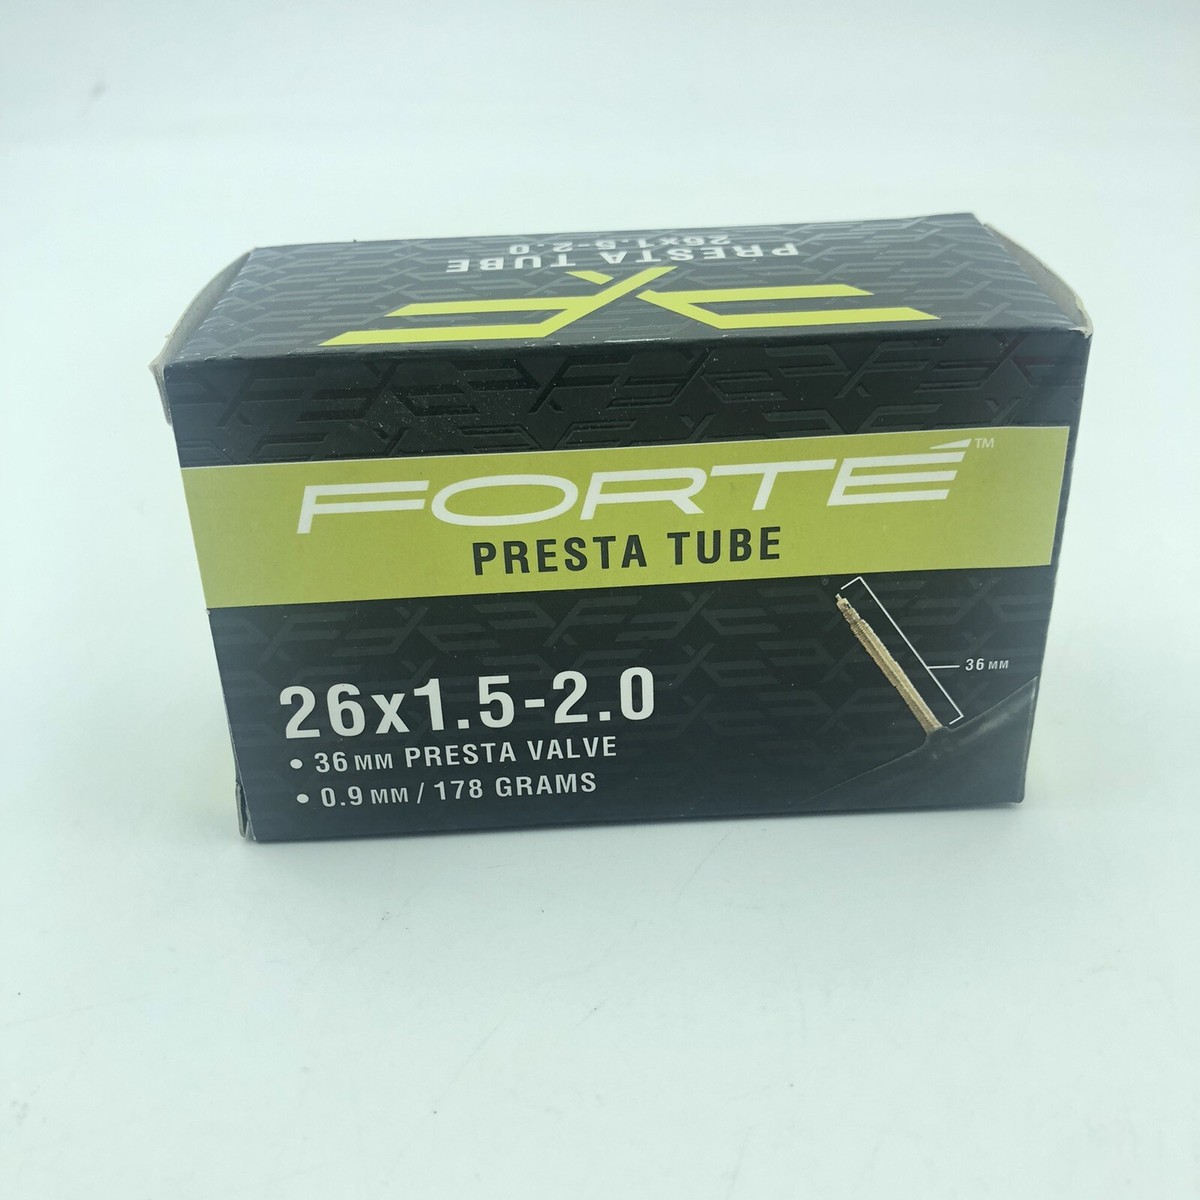 PRESTA TUBE
26x1.5-2.0
FORTÉ™
PRESTA TUBE
36 MM
26x1.5-2.0
• 36 MM PRESTA VALVE
• 0.9 MM / 178 GRAMS